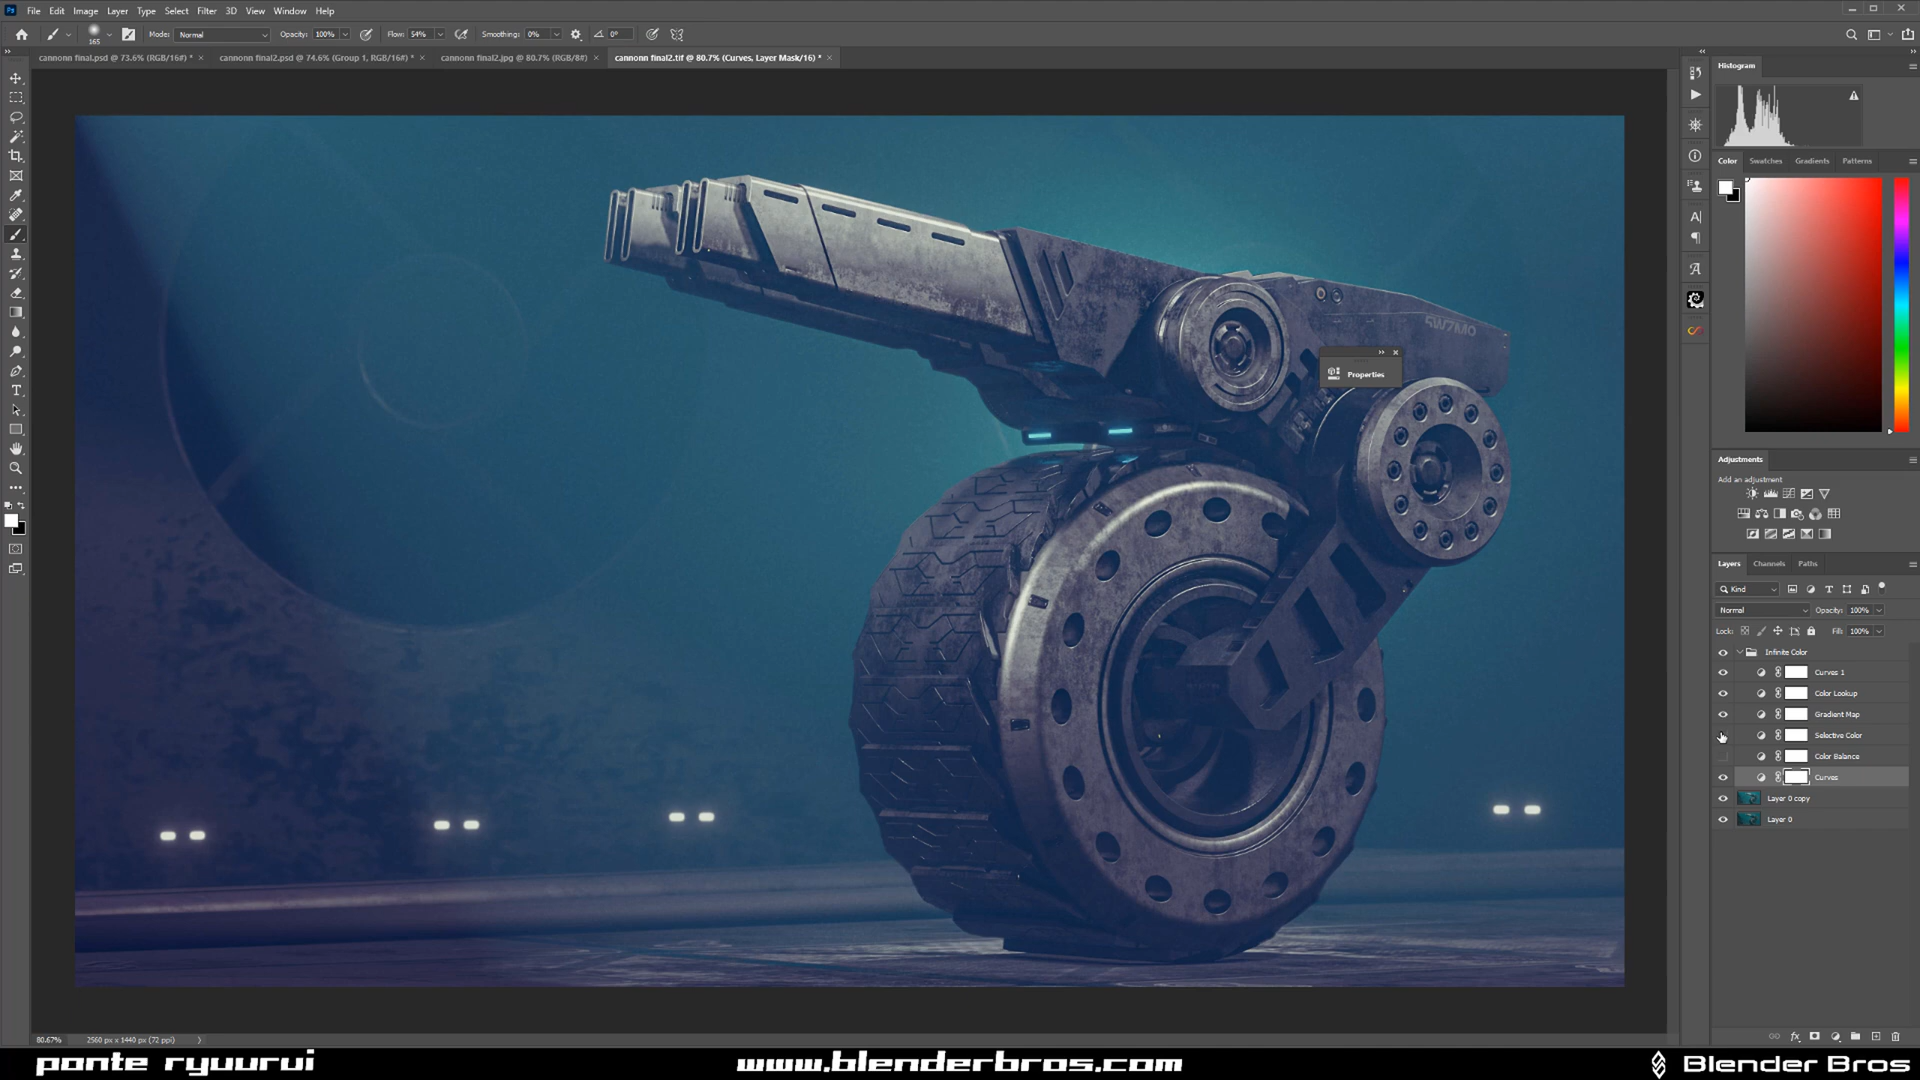 File Edit Image Layer Type Select Filter 3D View Window Help
165 Mode: Normal Opacity: 100% Flow: 54% Smoothing: 0% 0°
cannonn final.psd @ 73.6% (RGB/16#) * cannonn final2.psd @ 74.6% (Group 1, RGB/16#) * cannonn final2.jpg @ 80.7% (RGB/8#) cannonn final2.tif @ 80.7% (Curves, Layer Mask/16) *
Histogram
Color Swatches Gradients Patterns
Properties
Adjustments
Add an adjustment
Layers Channels Paths
Kind
Normal Opacity: 100%
Lock: Fill: 100%
Infinite Color
Curves 1
Color Lookup
Gradient Map
Selective Color
Color Balance
Curves
Layer 0 copy
Layer 0
80.67% 2560 px x 1440 px (72 ppi)
ponte ryuurui www.blenderbros.com Blender Bros